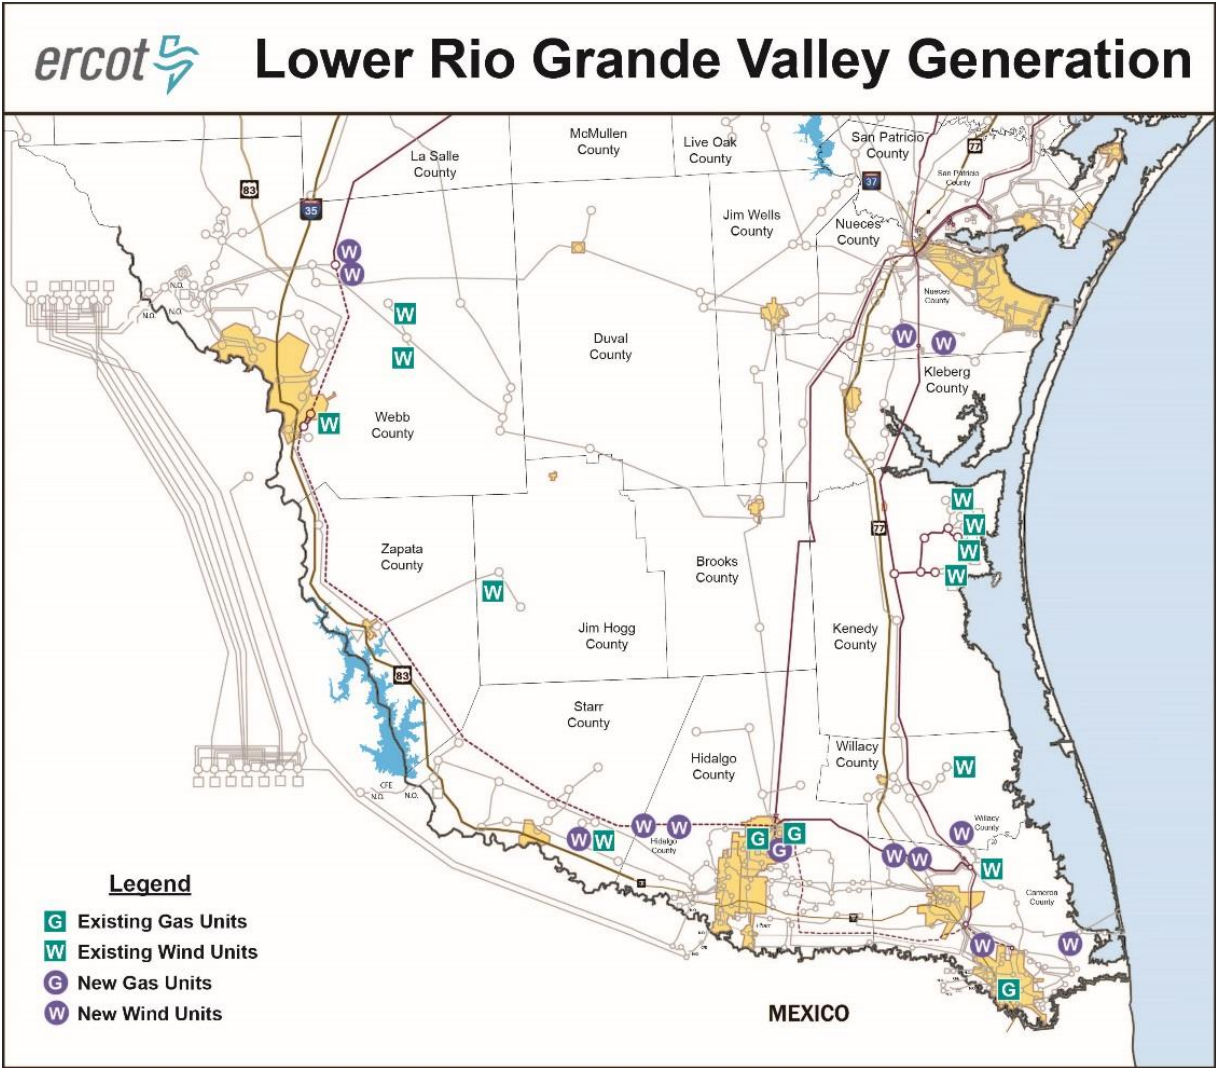 ercot Lower Rio Grande Valley Generation
McMullen
County
Live Oak
County
San Patricio
County
77
La Salle
County
San Patricio
County
83
35
37
Jim Wells
County
Nueces
County
W
W
N.O.
N.O.
N.O.
Nueces
County
W
W
Duval
County
W
W
Kleberg
County
W
Webb
County
W
W
77
W
W
Zapata
County
Brooks
County
W
Jim Hogg
County
Kenedy
County
83
Starr
County
Willacy
County
Hidalgo
County
W
CFE
N.O.
N.O.
W
W
W
W
Hidalgo
County
G
G
G
Willacy
County
W
W
W
W
Cameron
County
W
W
G
Legend
G Existing Gas Units
W Existing Wind Units
G New Gas Units
W New Wind Units
MEXICO